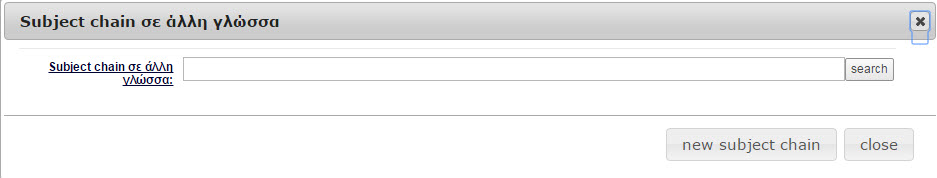 Subject chain σε άλλη γλώσσα
Subject chain σε άλλη
γλώσσα:
search
new subject chain
close